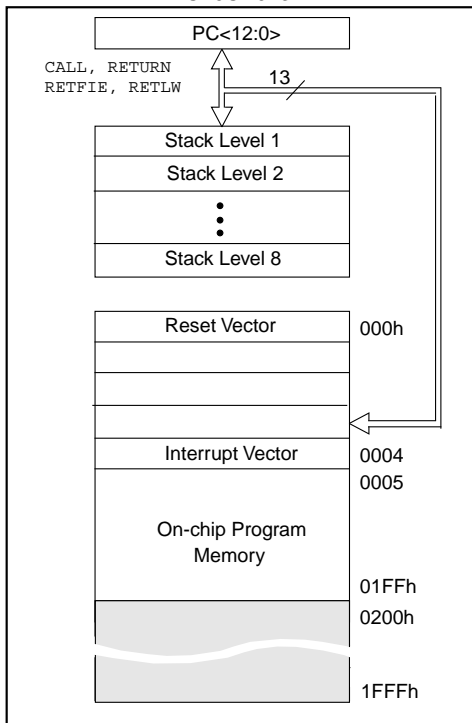 PC<12:0>
CALL, RETURN
RETFIE, RETLW
13
Stack Level 1
Stack Level 2
Stack Level 8
Reset Vector
000h
Interrupt Vector
0004
0005
On-chip Program
Memory
01FFh
0200h
1FFFh